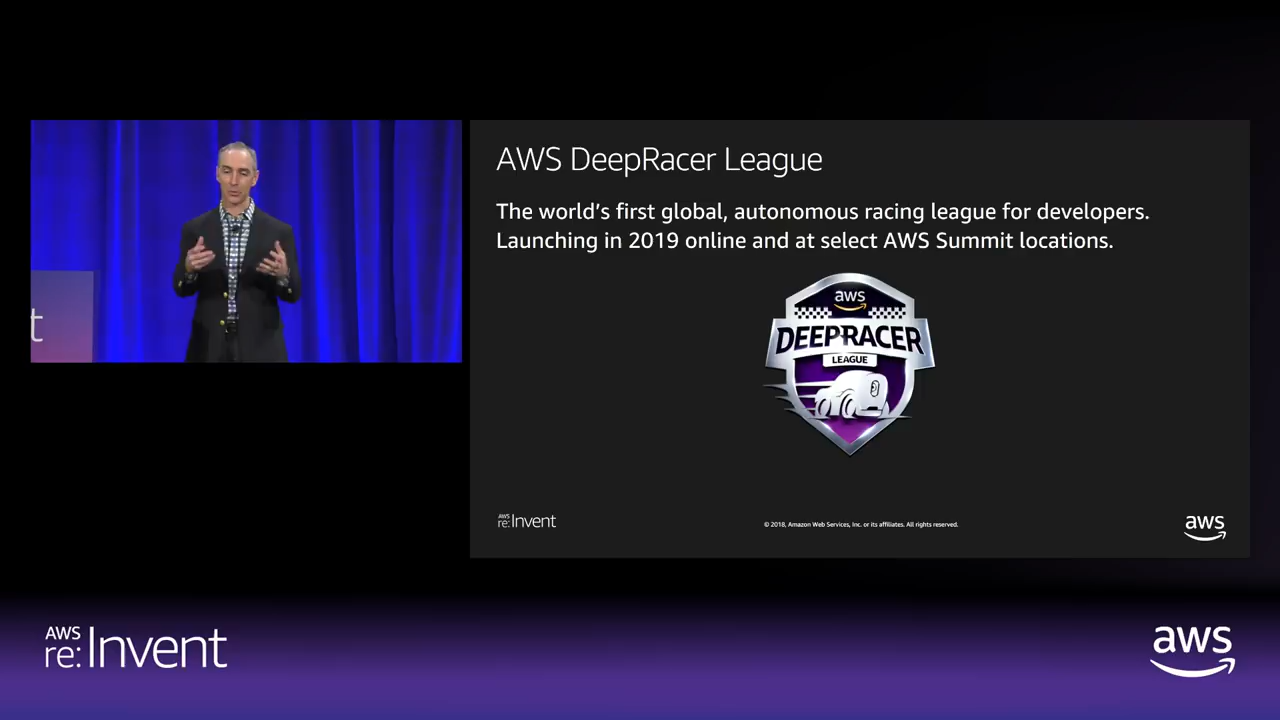 t
AWS DeepRacer League
The world's first global, autonomous racing league for developers.
Launching in 2019 online and at select AWS Summit locations.
aws
DEEPRACER
LEAGUE
AWS
re:Invent
© 2018, Amazon Web Services, Inc. or its affiliates. All rights reserved.
aws
AWS
re:Invent
aws